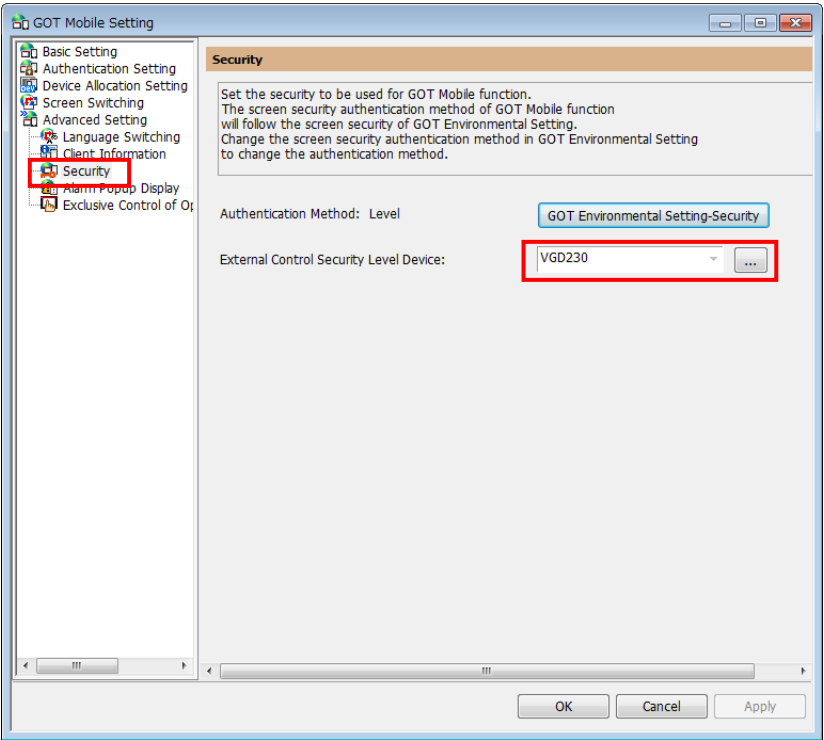 GOT Mobile Setting
Basic Setting
Authentication Setting
Device Allocation Setting
Screen Switching
Advanced Setting
Language Switching
Client Information
Security
Alarm Popup Display
Exclusive Control of Op
Security
Set the security to be used for GOT Mobile function.
The screen security authentication method of GOT Mobile function
will follow the screen security of GOT Environmental Setting.
Change the screen security authentication method in GOT Environmental Setting
to change the authentication method.
Authentication Method: Level
GOT Environmental Setting-Security
External Control Security Level Device:
VGD230
...
OK
Cancel
Apply